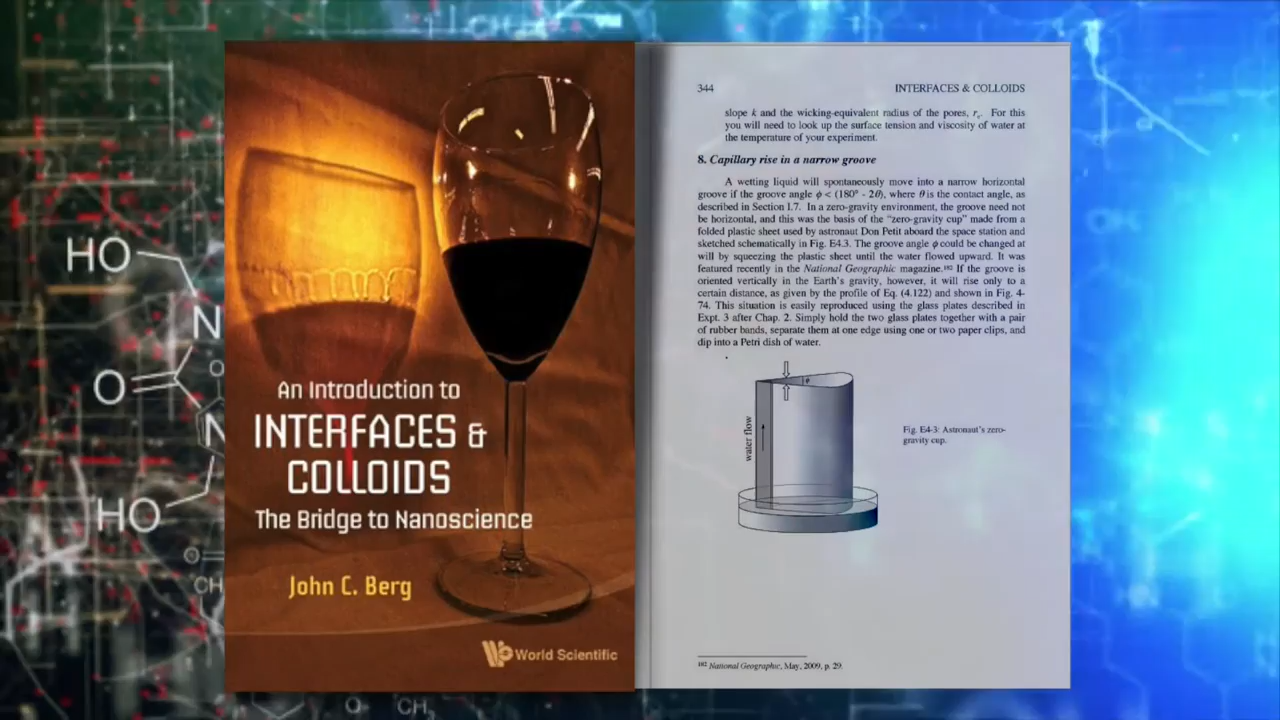 HO
N
O
O
N
HO
O
CH
O
CH
OH
CH
An Introduction to
INTERFACES &
COLLOIDS
The Bridge to Nanoscience
John C. Berg
World Scientific
344 INTERFACES & COLLOIDS
slope k and the wicking-equivalent radius of the pores, rₑ. For this
you will need to look up the surface tension and viscosity of water at
the temperature of your experiment.
8. Capillary rise in a narrow groove
A wetting liquid will spontaneously move into a narrow horizontal
groove if the groove angle ϕ < (180° - 2θ), where θ is the contact angle, as
described in Section I.7. In a zero-gravity environment, the groove need not
be horizontal, and this was the basis of the "zero-gravity cup" made from a
folded plastic sheet used by astronaut Don Petit aboard the space station and
sketched schematically in Fig. E4.3. The groove angle ϕ could be changed at
will by squeezing the plastic sheet until the water flowed upward. It was
featured recently in the National Geographic magazine.¹⁸² If the groove is
oriented vertically in the Earth's gravity, however, it will rise only to a
certain distance, as given by the profile of Eq. (4.122) and shown in Fig. 4-
74. This situation is easily reproduced using the glass plates described in
Expt. 3 after Chap. 2. Simply hold the two glass plates together with a pair
of rubber bands, separate them at one edge using one or two paper clips, and
dip into a Petri dish of water.
ϕ
water flow
Fig. E4-3: Astronaut's zero-
gravity cup.
¹⁸² National Geographic, May, 2009, p. 29.